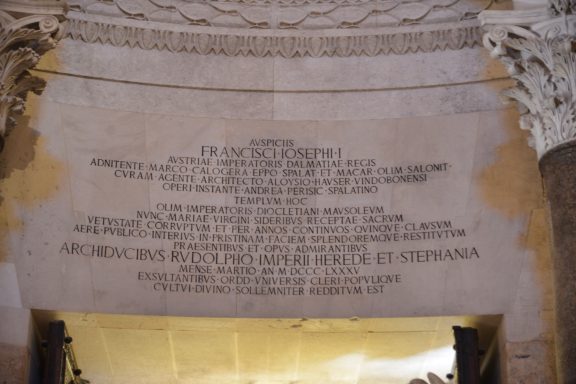 AVSPICIIS
FRANCISCI·IOSEPHI·I
AVSTRIAE·IMPERATORIS DALMATIAE·REGIS
ADNITENTE·MARCO·CALOGERA·EPPO·SPALAT·ET·MACAR·OLIM·SALONIT·
CVRAM·AGENTE·ARCHITECTO·ALOYSIO·HAVSER·VINDOBONENSI
OPERI·INSTANTE·ANDREA·PERISIC·SPALATINO
TEMPLVM·HOC
OLIM·IMPERATORIS·DIOCLETIANI·MAVSOLEVM
NVNC·MARIAE·VIRGINI·SIDERIBVS·RECEPTAE·SACRVM
VETVSTATE·CORRVPTVM·ET·PER·ANNOS·CONTINVOS·QVINQVE·CLAVSVM
AERE·PVBLICO·INTERIVS·IN·PRISTINAM·FACIEM·SPLENDOREMQVE·RESTITVTVM
PRAESENTIBVS·ET·OPVS·ADMIRANTIBVS
ARCHIDVCIBVS·RVDOLPHO·IMPERII·HEREDE·ET·STEPHANIA
MENSE·MARTIO·AN·M·DCCC·LXXXV·
EXSVLTANTIBVS·ORDD·VNIVERSIS·CLERI·POPVLIQVE
CVLTVI·DIVINO·SOLLEMNITER·REDDITVM·EST